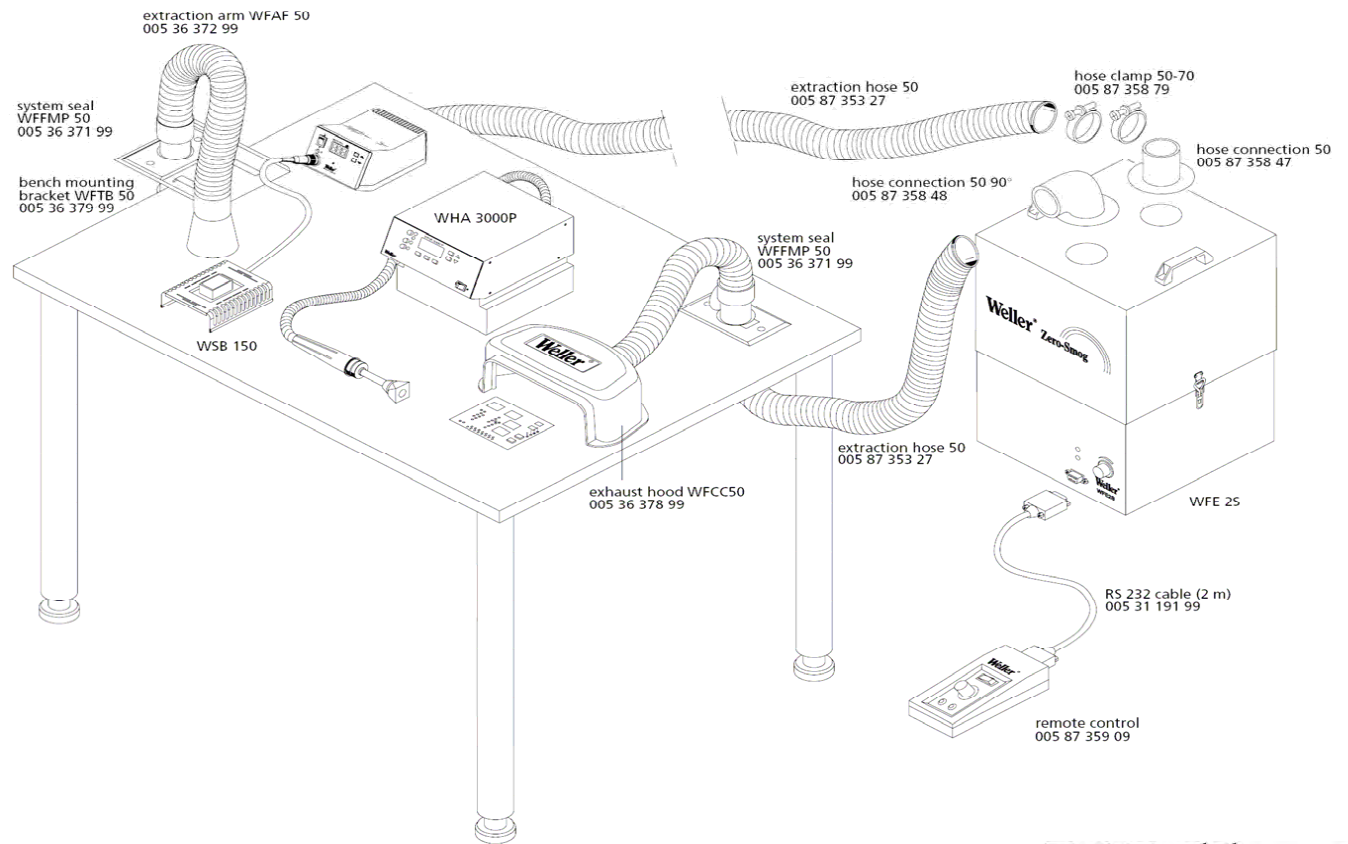 extraction arm WFAF 50
005 36 372 99
system seal
WFFMP 50
005 36 371 99
bench mounting
bracket WFTB 50
005 36 379 99
extraction hose 50
005 87 353 27
hose clamp 50-70
005 87 358 79
hose connection 50
005 87 358 47
hose connection 50 90°
005 87 358 48
WHA 3000P
system seal
WFFMP 50
005 36 371 99
WSB 150
Weller
Weller®
Zero-Smog
extraction hose 50
005 87 353 27
exhaust hood WFCC50
005 36 378 99
Weller
WFE2S
WFE 2S
RS 232 cable (2 m)
005 31 191 99
Weller
remote control
005 87 359 09